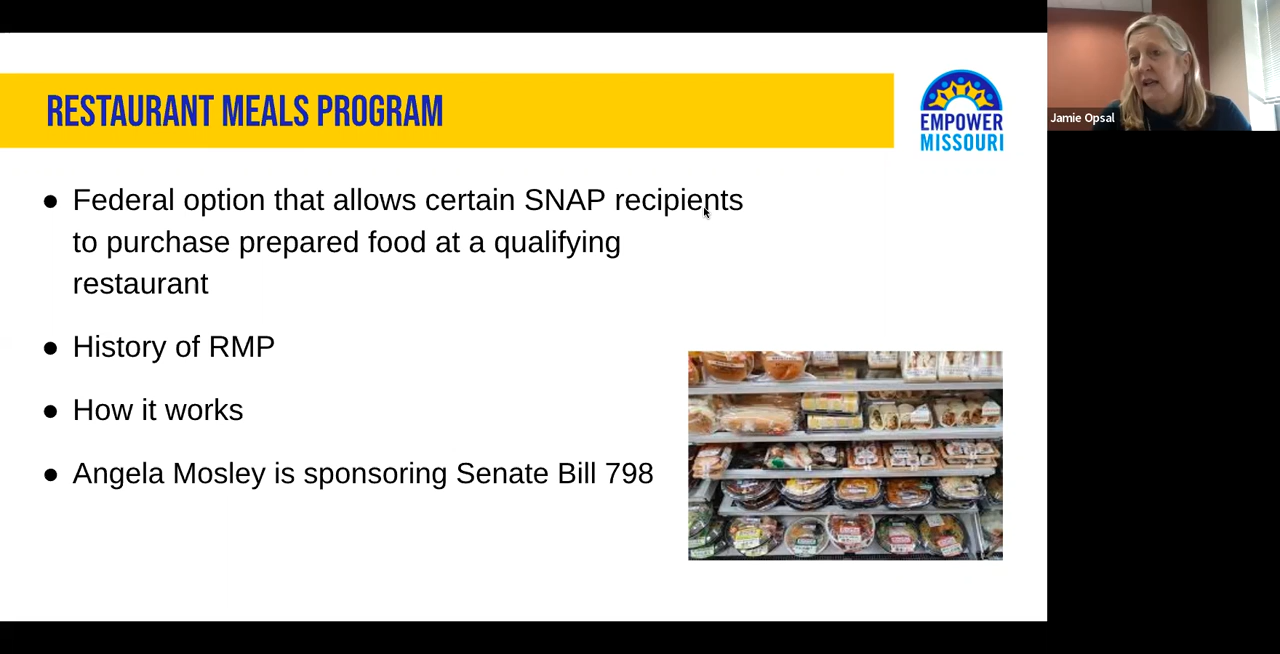 RESTAURANT MEALS PROGRAM
EMPOWER
MISSOURI
Jamie Opsal
● Federal option that allows certain SNAP recipients
to purchase prepared food at a qualifying
restaurant
● History of RMP
● How it works
● Angela Mosley is sponsoring Senate Bill 798